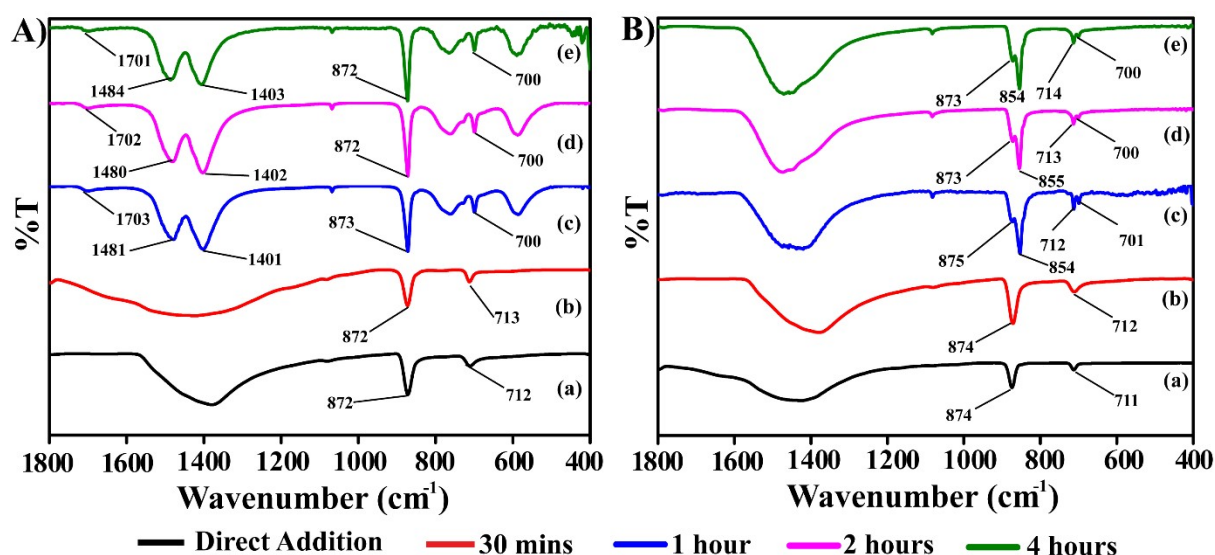 A)
(e)
1701
1484
1403
872
700
(d)
1702
1480
1402
872
700
(c)
1703
1481
1401
873
700
(b)
872
713
(a)
872
712
%T
1800 1600 1400 1200 1000 800 600 400
Wavenumber (cm⁻¹)
B)
(e)
873
854
714
700
(d)
873
855
713
700
(c)
875
854
712
701
(b)
874
712
(a)
874
711
%T
1800 1600 1400 1200 1000 800 600 400
Wavenumber (cm⁻¹)
Direct Addition 30 mins 1 hour 2 hours 4 hours